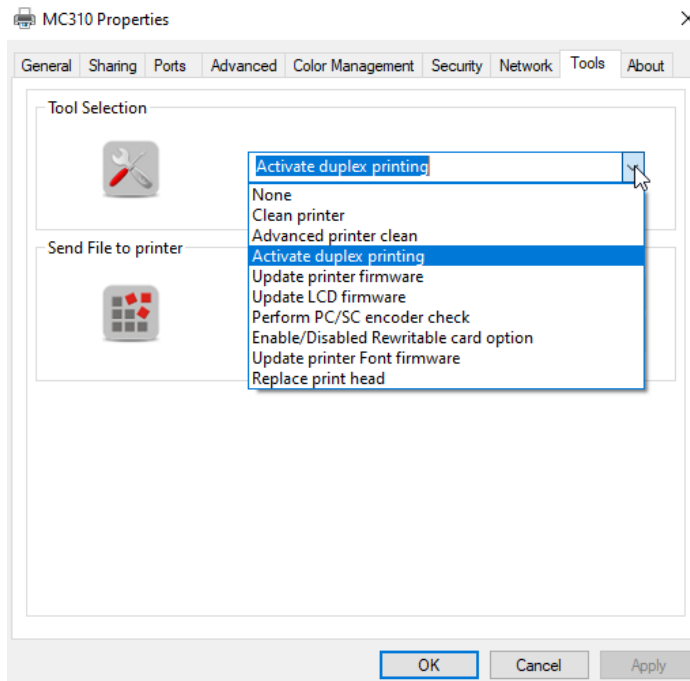 MC310 Properties
General Sharing Ports Advanced Color Management Security Network Tools About
Tool Selection
Activate duplex printing
None
Clean printer
Advanced printer clean
Activate duplex printing
Update printer firmware
Update LCD firmware
Perform PC/SC encoder check
Enable/Disabled Rewritable card option
Update printer Font firmware
Replace print head
Send File to printer
OK Cancel Apply